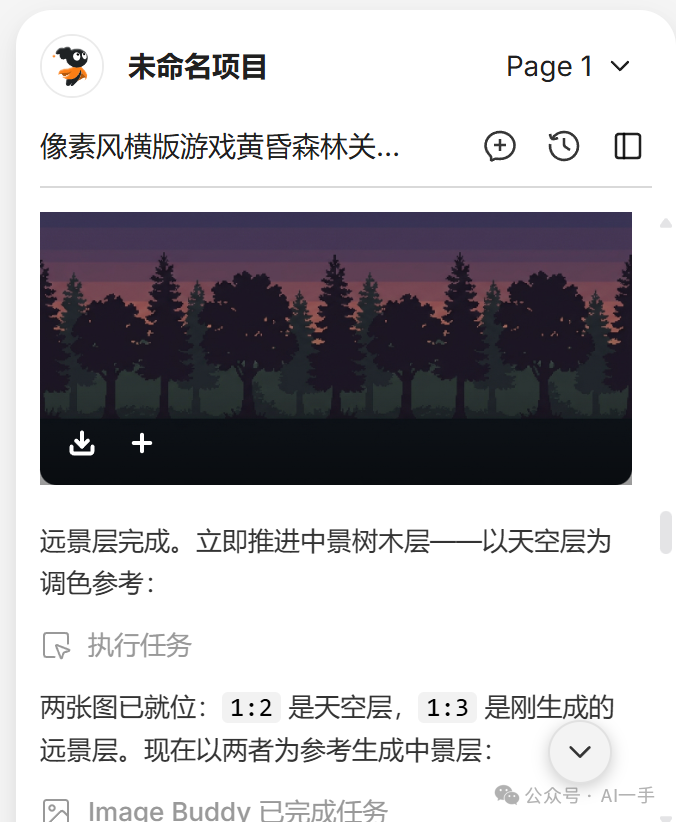 未命名项目
Page 1
像素风横版游戏黄昏森林关...
远景层完成。立即推进中景树木层——以天空层为
调色参考：
执行任务
两张图已就位：1:2 是天空层，1:3 是刚生成的
远景层。现在以两者为参考生成中景层：
公众号 · AI一手
Image Buddy 已完成任务